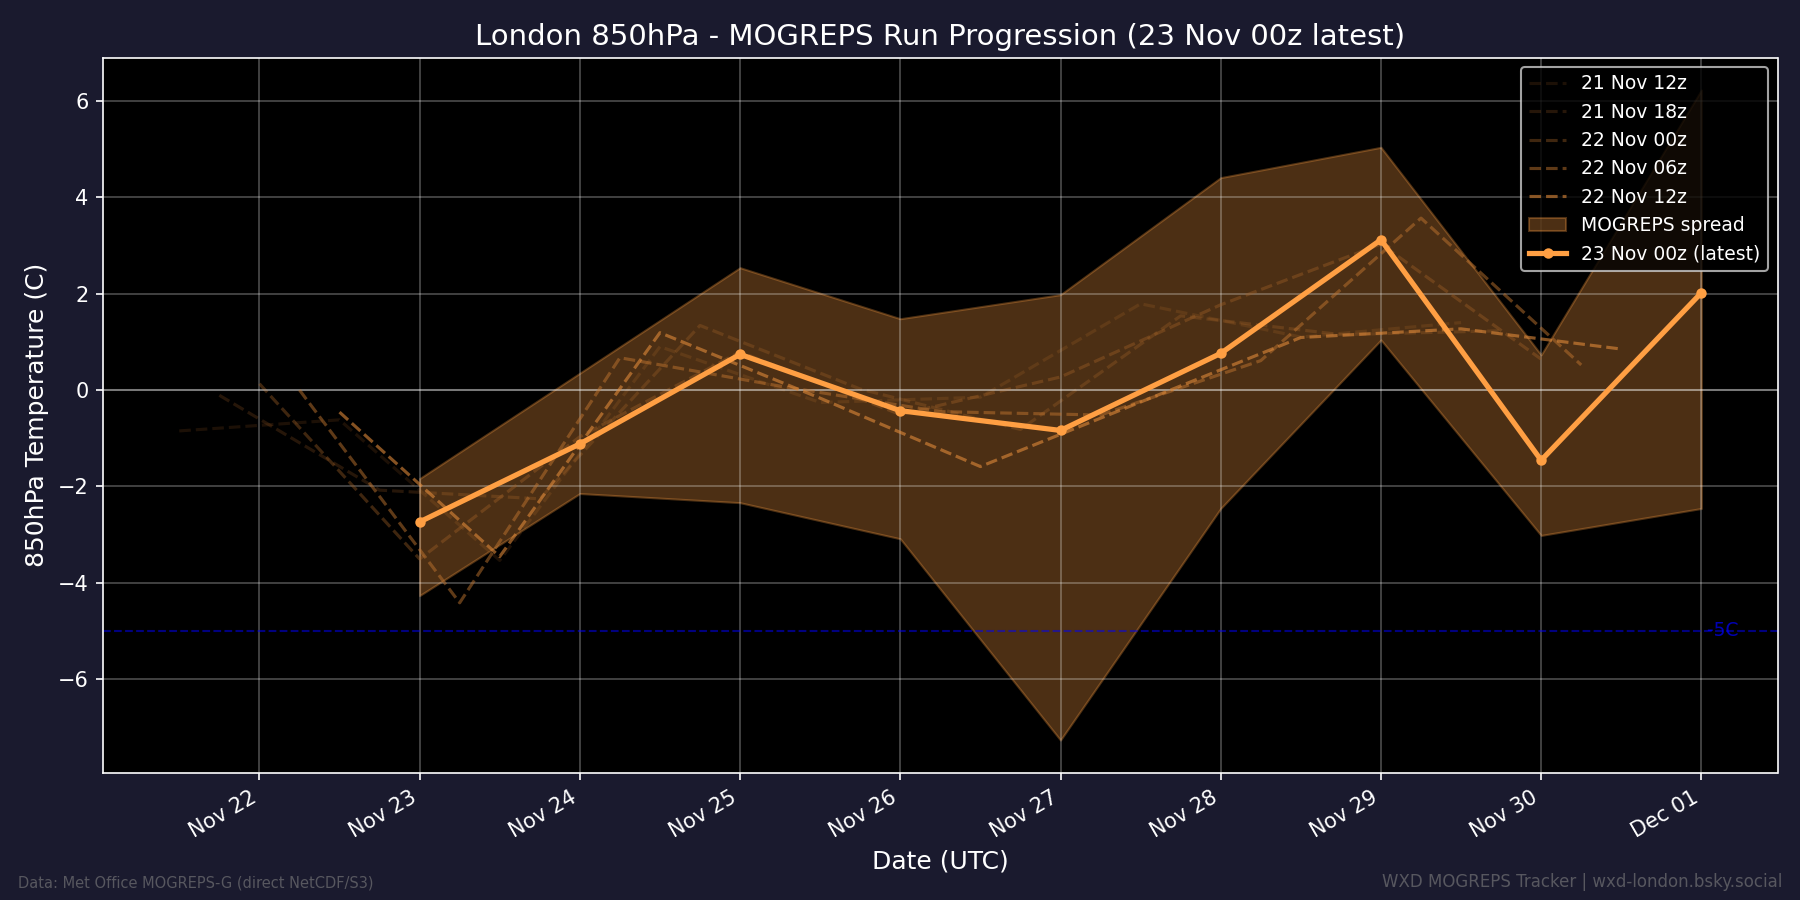 London 850hPa - MOGREPS Run Progression (23 Nov 00z latest)
21 Nov 12z
21 Nov 18z
22 Nov 00z
22 Nov 06z
22 Nov 12z
MOGREPS spread
23 Nov 00z (latest)
850hPa Temperature (C)
6
4
2
0
−2
−4
−6
-5C
Nov 22
Nov 23
Nov 24
Nov 25
Nov 26
Nov 27
Nov 28
Nov 29
Nov 30
Dec 01
Date (UTC)
Data: Met Office MOGREPS-G (direct NetCDF/S3)
WXD MOGREPS Tracker | wxd-london.bsky.social